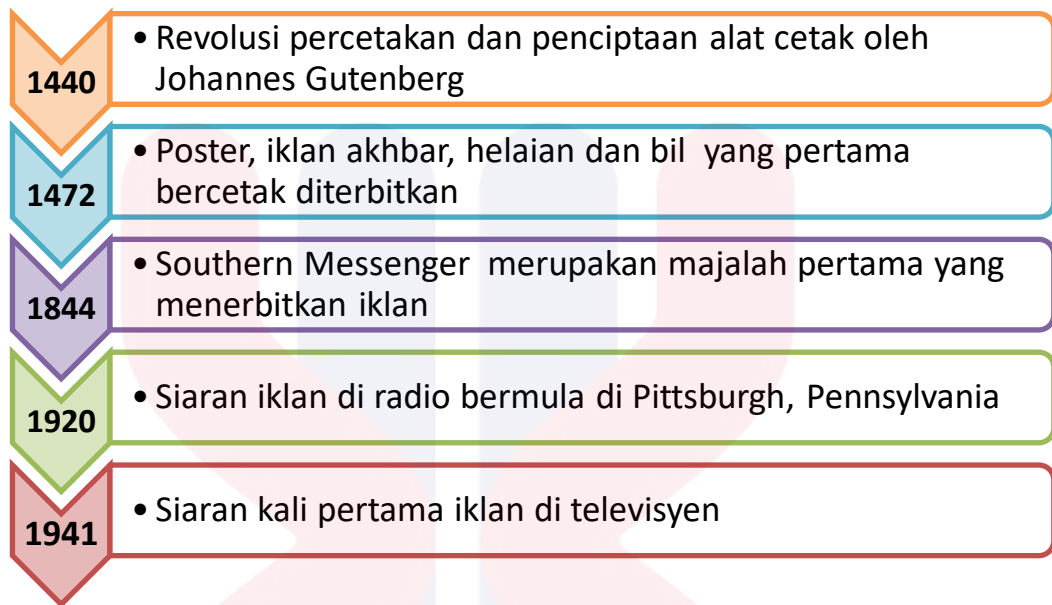 1440
• Revolusi percetakan dan penciptaan alat cetak oleh
Johannes Gutenberg
1472
• Poster, iklan akhbar, helaian dan bil yang pertama
bercetak diterbitkan
1844
• Southern Messenger merupakan majalah pertama yang
menerbitkan iklan
1920
• Siaran iklan di radio bermula di Pittsburgh, Pennsylvania
1941
• Siaran kali pertama iklan di televisyen